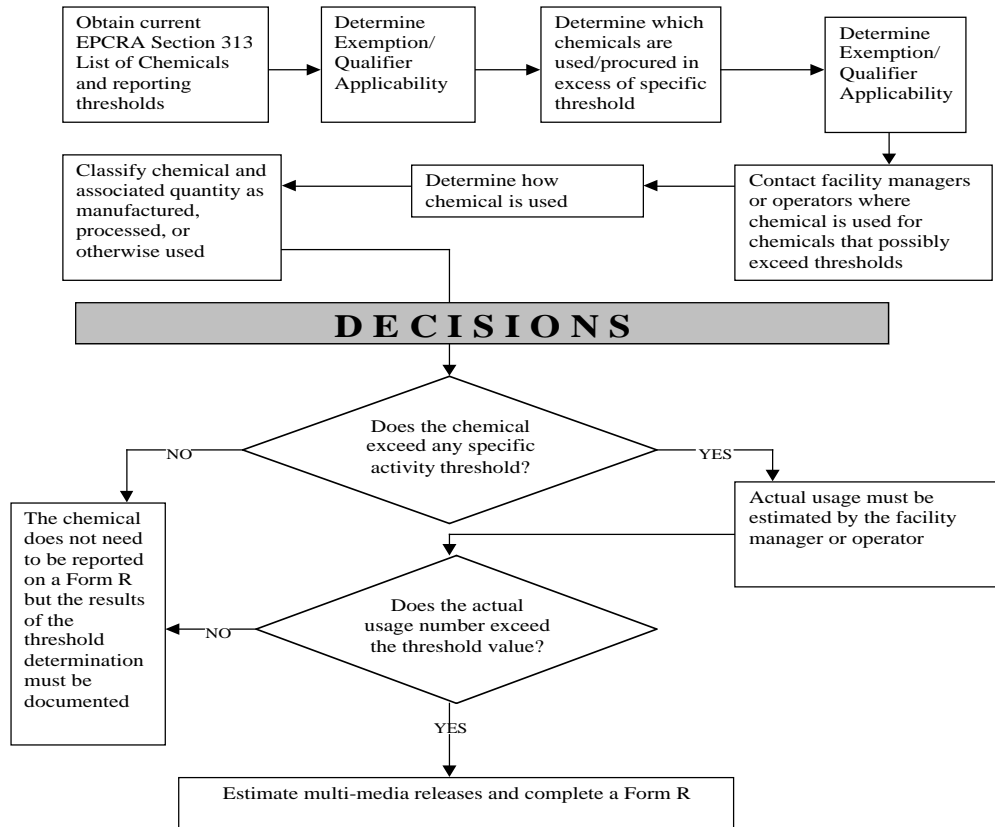 Obtain current
EPCRA Section 313
List of Chemicals
and reporting
thresholds
Determine
Exemption/
Qualifier
Applicability
Determine which
chemicals are
used/procured in
excess of specific
threshold
Determine
Exemption/
Qualifier
Applicability
Contact facility managers
or operators where
chemical is used for
chemicals that possibly
exceed thresholds
Determine how
chemical is used
Classify chemical and
associated quantity as
manufactured,
processed, or
otherwise used
DECISIONS
Does the chemical
exceed any specific
activity threshold?
NO
YES
The chemical
does not need
to be reported
on a Form R
but the results
of the
threshold
determination
must be
documented
Actual usage must be
estimated by the facility
manager or operator
Does the actual
usage number exceed
the threshold value?
NO
YES
Estimate multi-media releases and complete a Form R